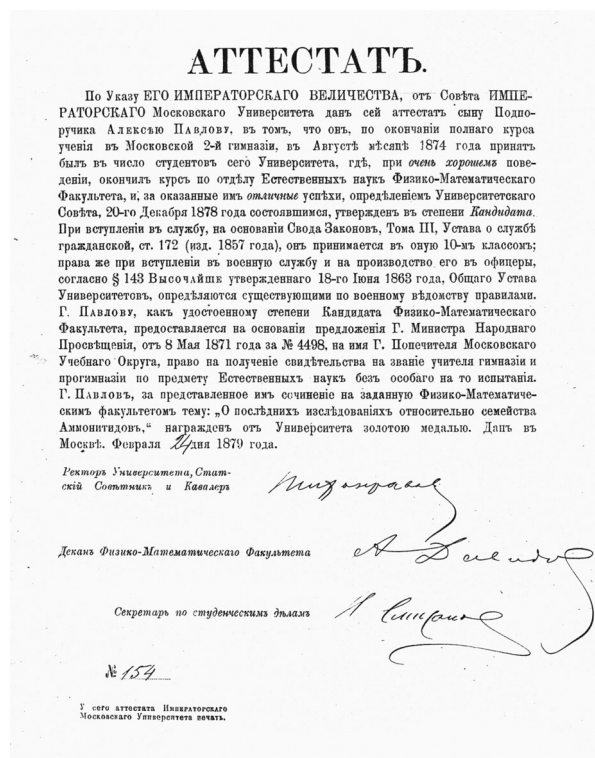 АТТЕСТАТЪ.
По Указу ЕГО ИМПЕРАТОРСКАГО ВЕЛИЧЕСТВА, отъ Совѣта ИМПЕ-
РАТОРСКАГО Московскаго Университета данъ сей аттестатъ сыну Подпо-
ручика Алексѣю Павлову, въ томъ, что онъ, по окончаніи полнаго курса
ученія въ Московской 2-й гимназіи, въ Августѣ мѣсяцѣ 1874 года принятъ
былъ въ число студентовъ сего Университета, гдѣ, при очень хорошемъ пове-
деніи, окончилъ курсъ по отдѣлу Естественныхъ наукъ Физико-Математическаго
Факультета, и, за оказанные имъ отличные успѣхи, опредѣленіемъ Университетскаго
Совѣта, 20-го Декабря 1878 года состоявшимся, утвержденъ въ степени Кандидата.
При вступленіи въ службу, на основаніи Свода Законовъ, Тома III, Устава о службѣ
гражданской, ст. 172 (изд. 1857 года), онъ принимается въ оную 10-мъ классомъ;
права же при вступленіи въ военную службу и на производство его въ офицеры,
согласно § 143 Высочайше утвержденнаго 18-го Іюня 1863 года, Общаго Устава
Университетовъ, опредѣляются существующими по военному вѣдомству правилами.
Г. Павлову, какъ удостоенному степени Кандидата Физико-Математическаго
Факультета, предоставляется на основаніи предложенія Г. Министра Народнаго
Просвѣщенія, отъ 8 Мая 1871 года за № 4498, на имя Г. Попечителя Московскаго
Учебнаго Округа, право на полученіе свидѣтельства на званіе учителя гимназіи и
прогимназіи по предмету Естественныхъ наукъ безъ особаго на то испытанія.
Г. Павловъ, за представленное имъ сочиненіе на заданную Физико-Математиче-
скимъ факультетомъ тему: „О послѣднихъ изслѣдованіяхъ относительно семейства
Аммонитидовъ,“ награжденъ отъ Университета золотою медалью. Данъ въ
Москвѣ. Февраля 24 дня 1879 года.
Ректоръ Университета, Стат-
скій Совѣтникъ и Кавалеръ
Деканъ Физико-Математическаго Факультета
А Давидов
Секретарь по студенческимъ дѣламъ
№ 154
У сего аттестата Императорскаго
Московскаго Университета печать.